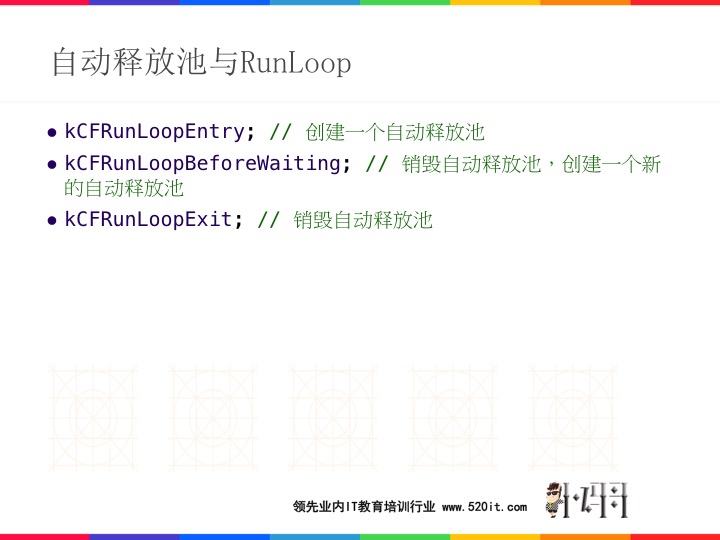 自动释放池与RunLoop
● kCFRunLoopEntry; // 创建一个自动释放池
● kCFRunLoopBeforeWaiting; // 销毁自动释放池，创建一个新
的自动释放池
● kCFRunLoopExit; // 销毁自动释放池
领先业内IT教育培训行业 www.520it.com
小码哥